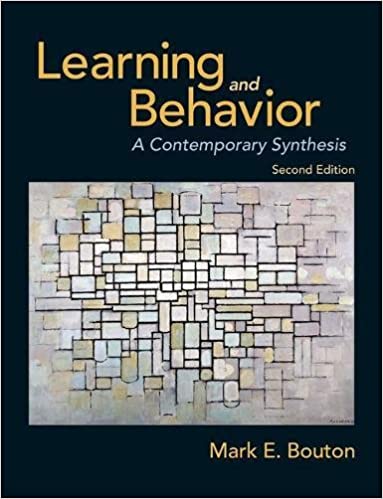 Learning
and
Behavior
A Contemporary Synthesis
Second Edition
Mark E. Bouton